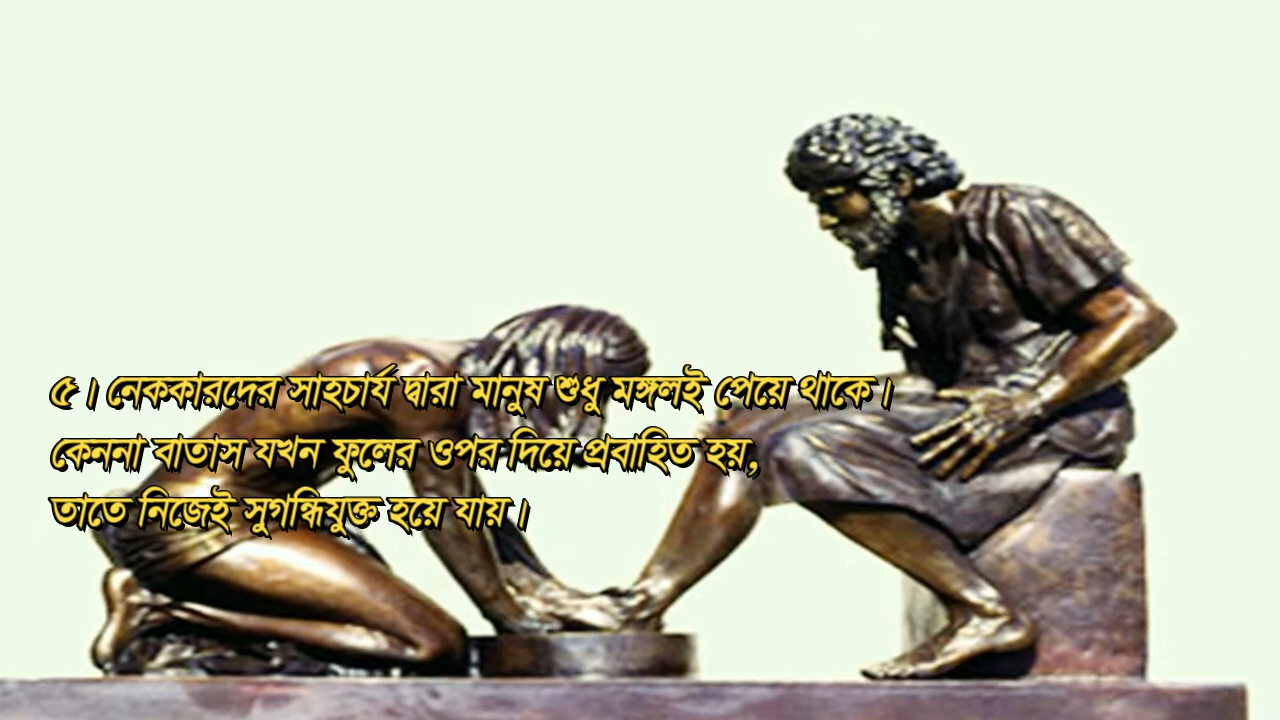 ৫। নেককারদের সাহচার্য দ্বারা মানুষ শুধু মঙ্গলই পেয়ে থাকে।
কেননা বাতাস যখন ফুলের ওপর দিয়ে প্রবাহিত হয়,
তাতে নিজেই সুগন্ধিযুক্ত হয়ে যায়।